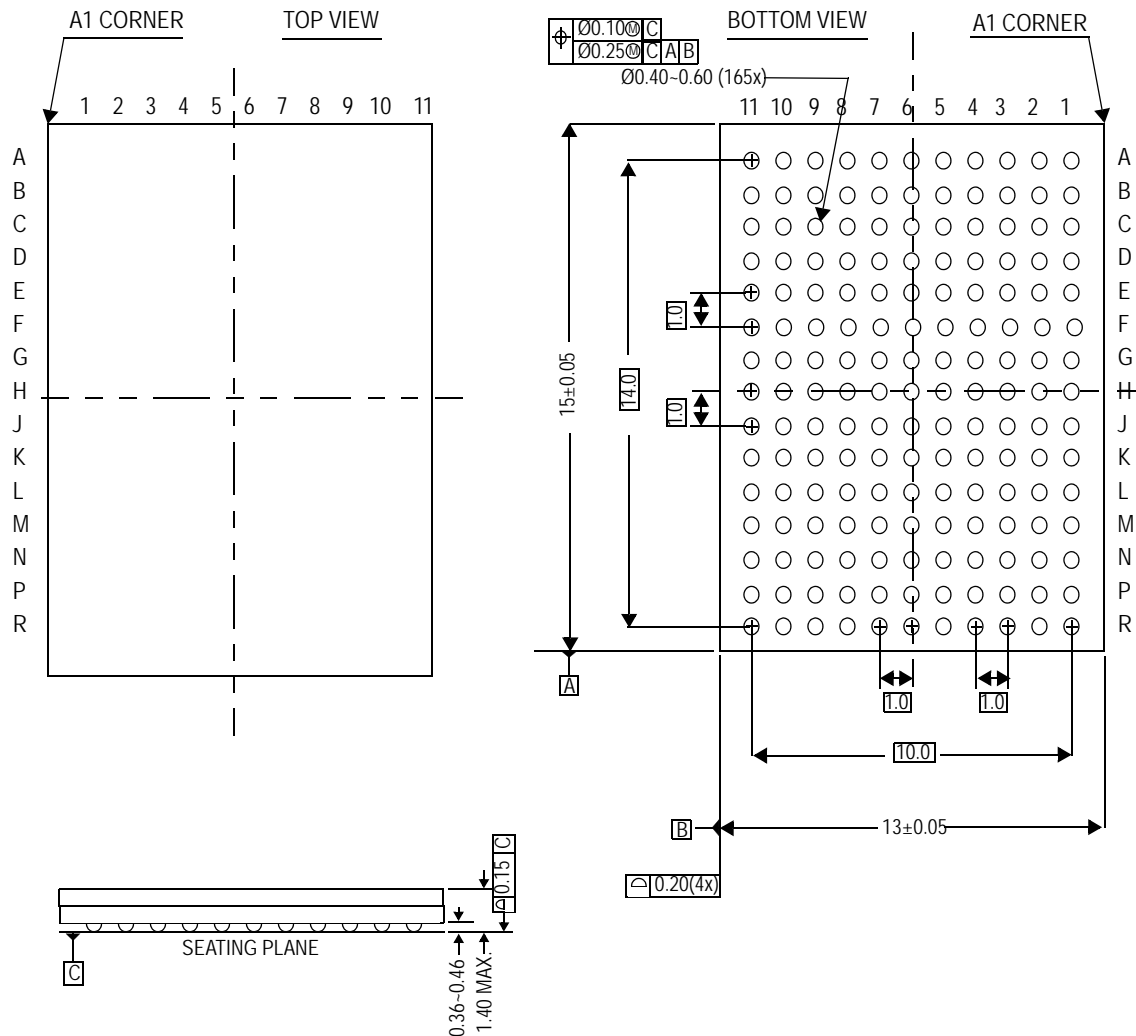 A1 CORNER
TOP VIEW
1 2 3 4 5 6 7 8 9 10 11
A
B
C
D
E
F
G
H
J
K
L
M
N
P
R
Ø0.10Ⓜ C
Ø0.25Ⓜ C A B
BOTTOM VIEW
A1 CORNER
Ø0.40~0.60 (165x)
11 10 9 8 7 6 5 4 3 2 1
A
B
C
D
E
F
G
H
J
K
L
M
N
P
R
1.0
1.0
14.0
15±0.05
A
1.0
1.0
10.0
B
13±0.05
0.20(4x)
0.15 C
SEATING PLANE
C
0.36~0.46
1.40 MAX.